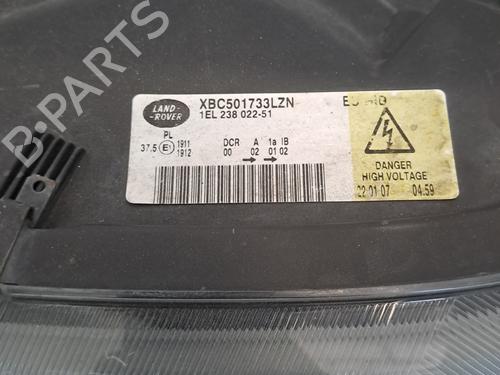 LAND-
ROVER
XBC501733LZN
1EL 238 022-51
PL
37.5 E1 1911
1912
DCR A 1a IB
00 02 01 02
DANGER
HIGH VOLTAGE
22 01 07 04:59
B-PARTS